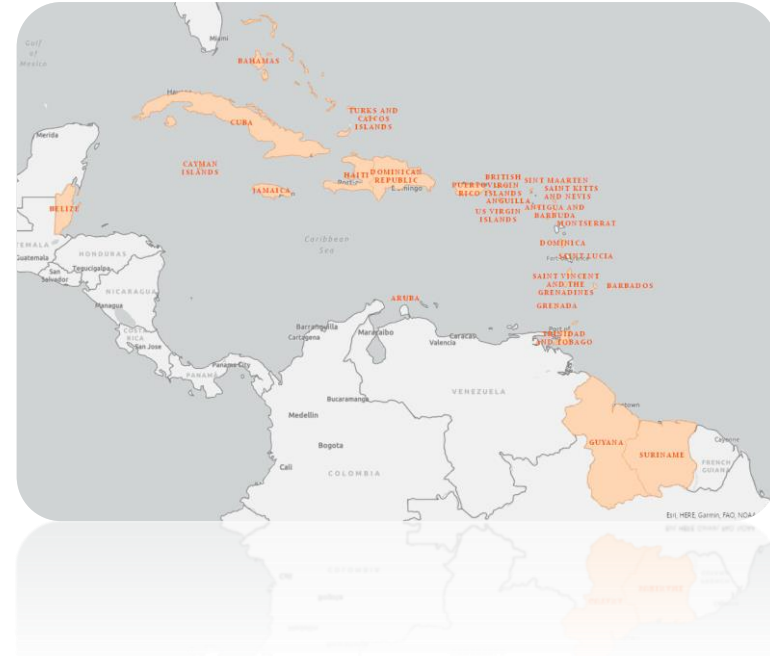 Gulf
of
Mexico
Miami
BAHAMAS
TURKS AND
CAICOS
ISLANDS
CUBA
Merida
CAYMAN
ISLANDS
HAITI
DOMINICAN
REPUBLIC
Domingo
JAMAICA
BRITISH
VIRGIN
ISLANDS
PUERTO
RICO
SINT MAARTEN
SAINT KITTS
AND NEVIS
ANGUILLA
US VIRGIN
ISLANDS
ANTIGUA AND
BARBUDA
MONTSERRAT
BELIZE
Caribbean
Sea
DOMINICA
SAINT LUCIA
HONDURAS
Guatemala
Tegucigalpa
San
Salvador
SAINT VINCENT
AND THE
GRENADINES
BARBADOS
NICARAGUA
Managua
ARUBA
GRENADA
COSTA
RICA
San Jose
Barranquilla
Cartagena
Maracaibo
Caracas
Valencia
Port of
TRINIDAD
AND TOBAGO
Panama City
PANAMA
VENEZUELA
Bucaramanga
Medellin
Bogota
Cali
COLOMBIA
GUYANA
SURINAME
Cayenne
FRENCH
GUIANA
Esri, HERE, Garmin, FAO, NOAA